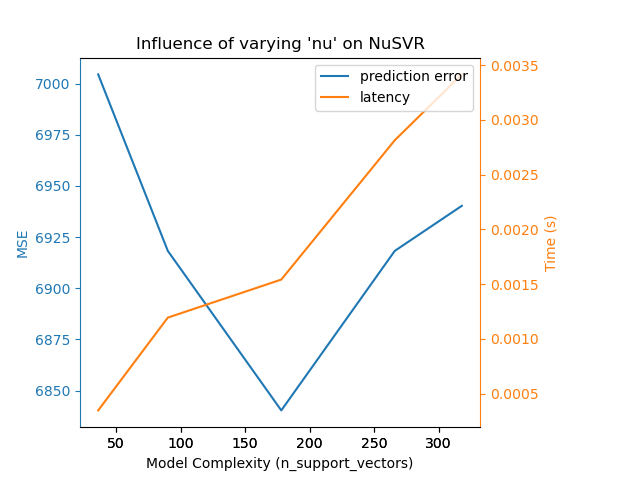 Influence of varying 'nu' on NuSVR
prediction error
latency
7000
6975
6950
6925
6900
6875
6850
MSE
0.0035
0.0030
0.0025
0.0020
0.0015
0.0010
0.0005
Time (s)
50 100 150 200 250 300
Model Complexity (n_support_vectors)